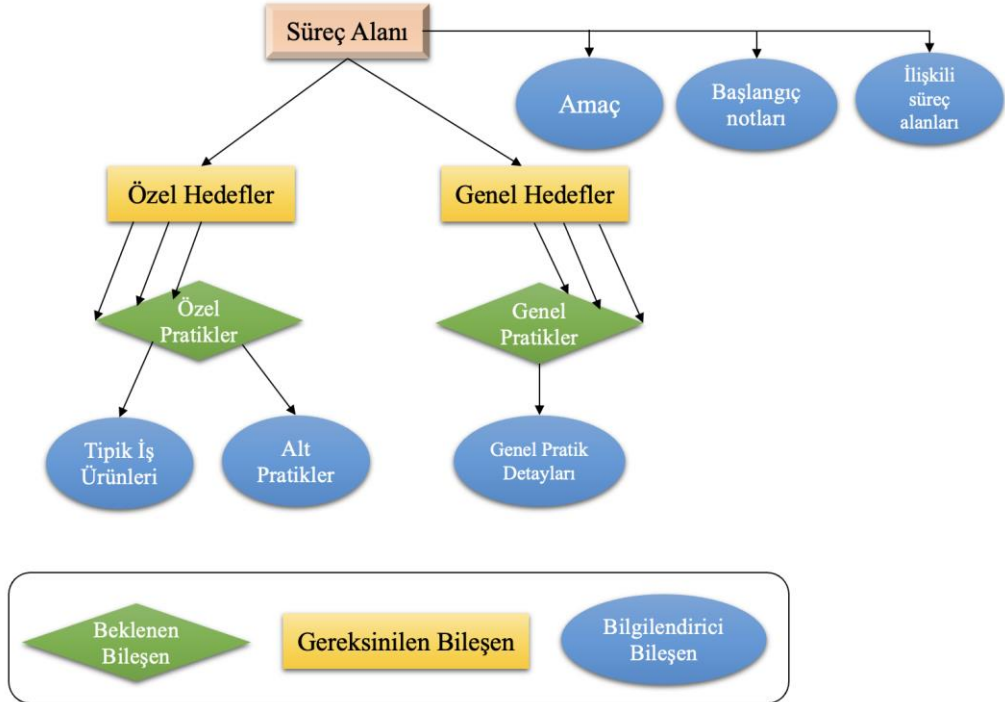 Süreç Alanı
Amaç
Başlangıç
notları
İlişkili
süreç
alanları
Özel Hedefler
Genel Hedefler
Özel
Pratikler
Genel
Pratikler
Tipik İş
Ürünleri
Alt
Pratikler
Genel Pratik
Detayları
Beklenen
Bileşen
Gereksinilen Bileşen
Bilgilendirici
Bileşen